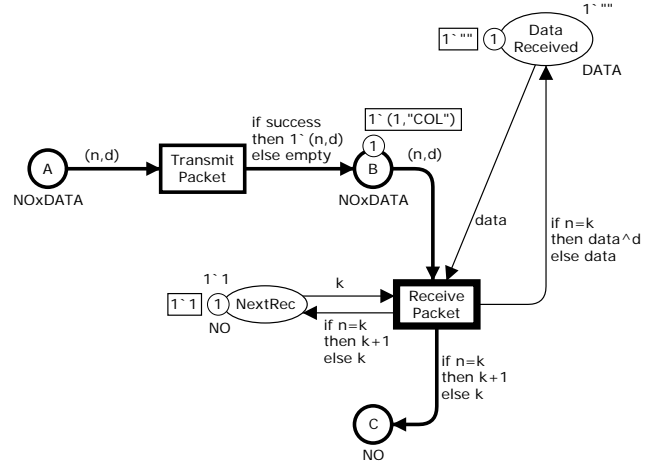 1`""
1`""
1
Data
Received
DATA
if success
then 1`(n,d)
else empty
1`(1,"COL")
1
(n,d)
A
NOxDATA
Transmit
Packet
B
NOxDATA
(n,d)
data
if n=k
then data^d
else data
1`1
1`1
1
NextRec
NO
k
if n=k
then k+1
else k
Receive
Packet
if n=k
then k+1
else k
C
NO